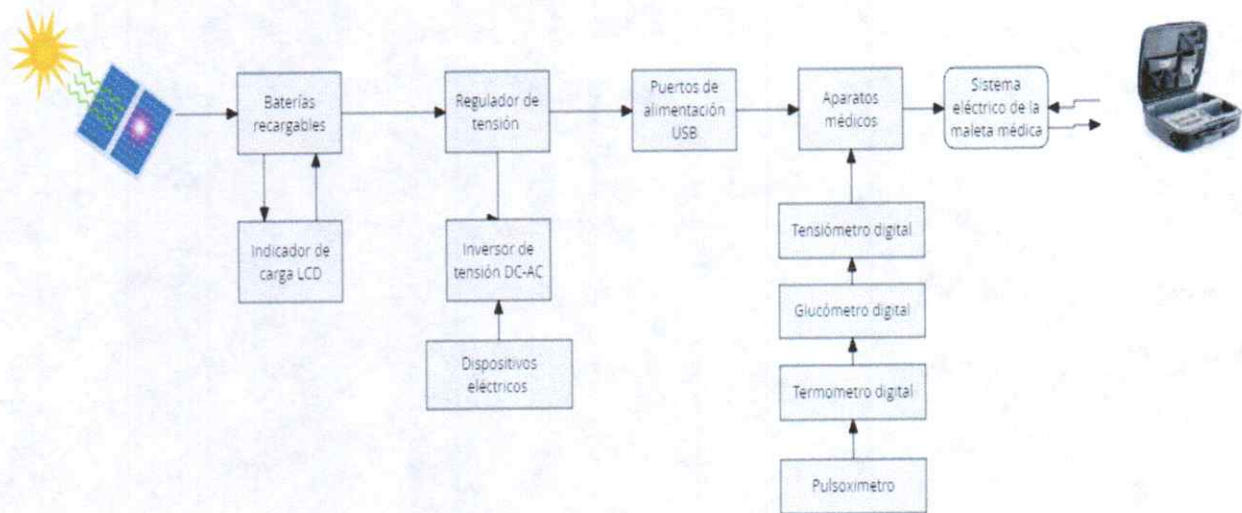 Baterías
recargables
Regulador de
tensión
Puertos de
alimentación
USB
Aparatos
médicos
Sistema
eléctrico de la
maleta médica
Indicador de
carga LCD
Inversor de
tensión DC-AC
Dispositivos
eléctricos
Tensiómetro digital
Glucómetro digital
Termometro digital
Pulsoximetro